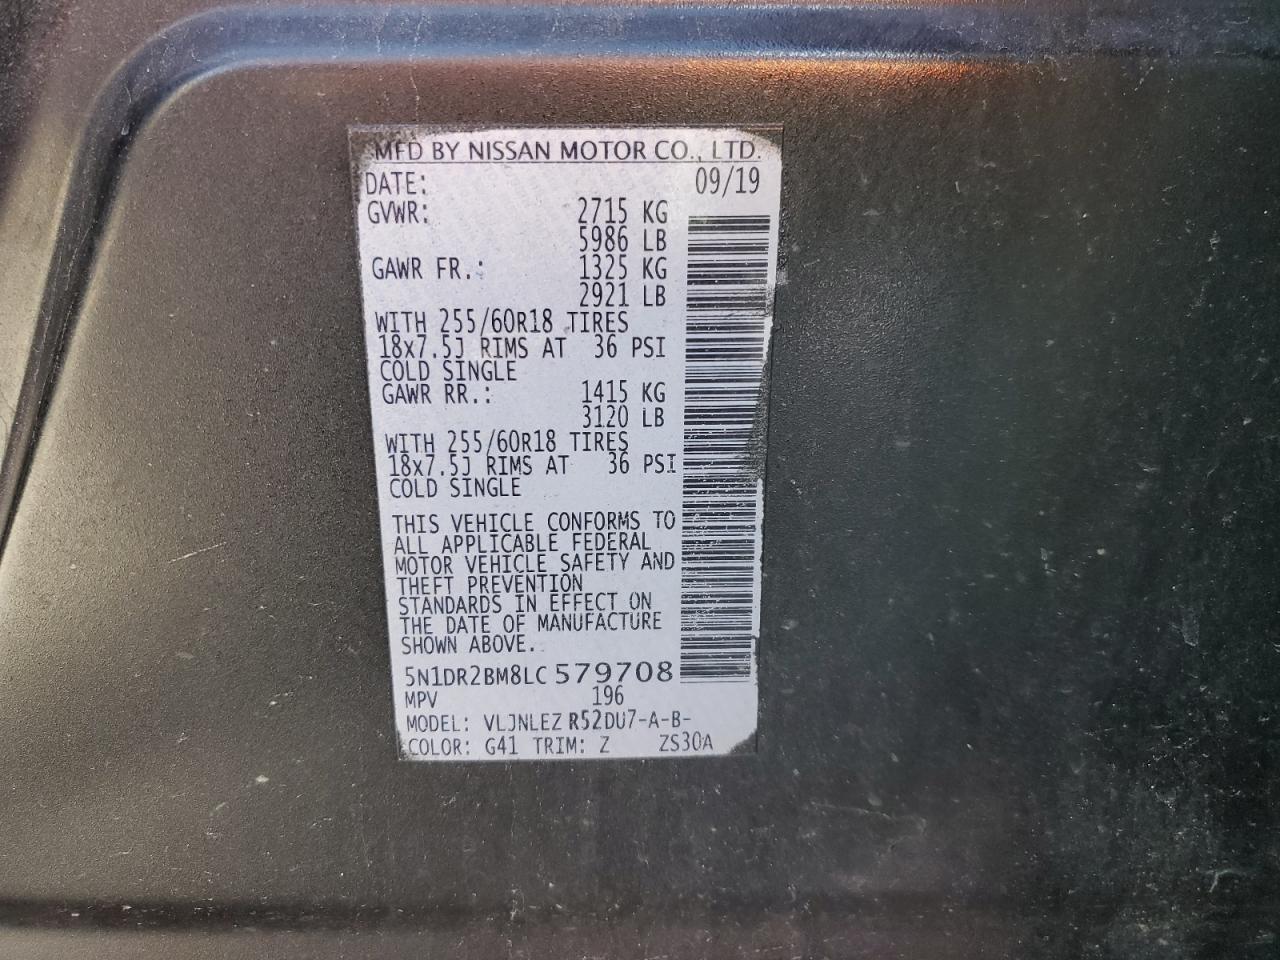 MFD BY NISSAN MOTOR CO., LTD.
DATE: 09/19
GVWR: 2715 KG
5986 LB
GAWR FR.: 1325 KG
2921 LB
WITH 255/60R18 TIRES
18x7.5J RIMS AT 36 PSI
COLD SINGLE
GAWR RR.: 1415 KG
3120 LB
WITH 255/60R18 TIRES
18x7.5J RIMS AT 36 PSI
COLD SINGLE
THIS VEHICLE CONFORMS TO
ALL APPLICABLE FEDERAL
MOTOR VEHICLE SAFETY AND
THEFT PREVENTION
STANDARDS IN EFFECT ON
THE DATE OF MANUFACTURE
SHOWN ABOVE.
5N1DR2BM8LC579708
MPV 196
MODEL: VLJNLEZ R52DU7-A-B-
COLOR: G41 TRIM: Z ZS30A